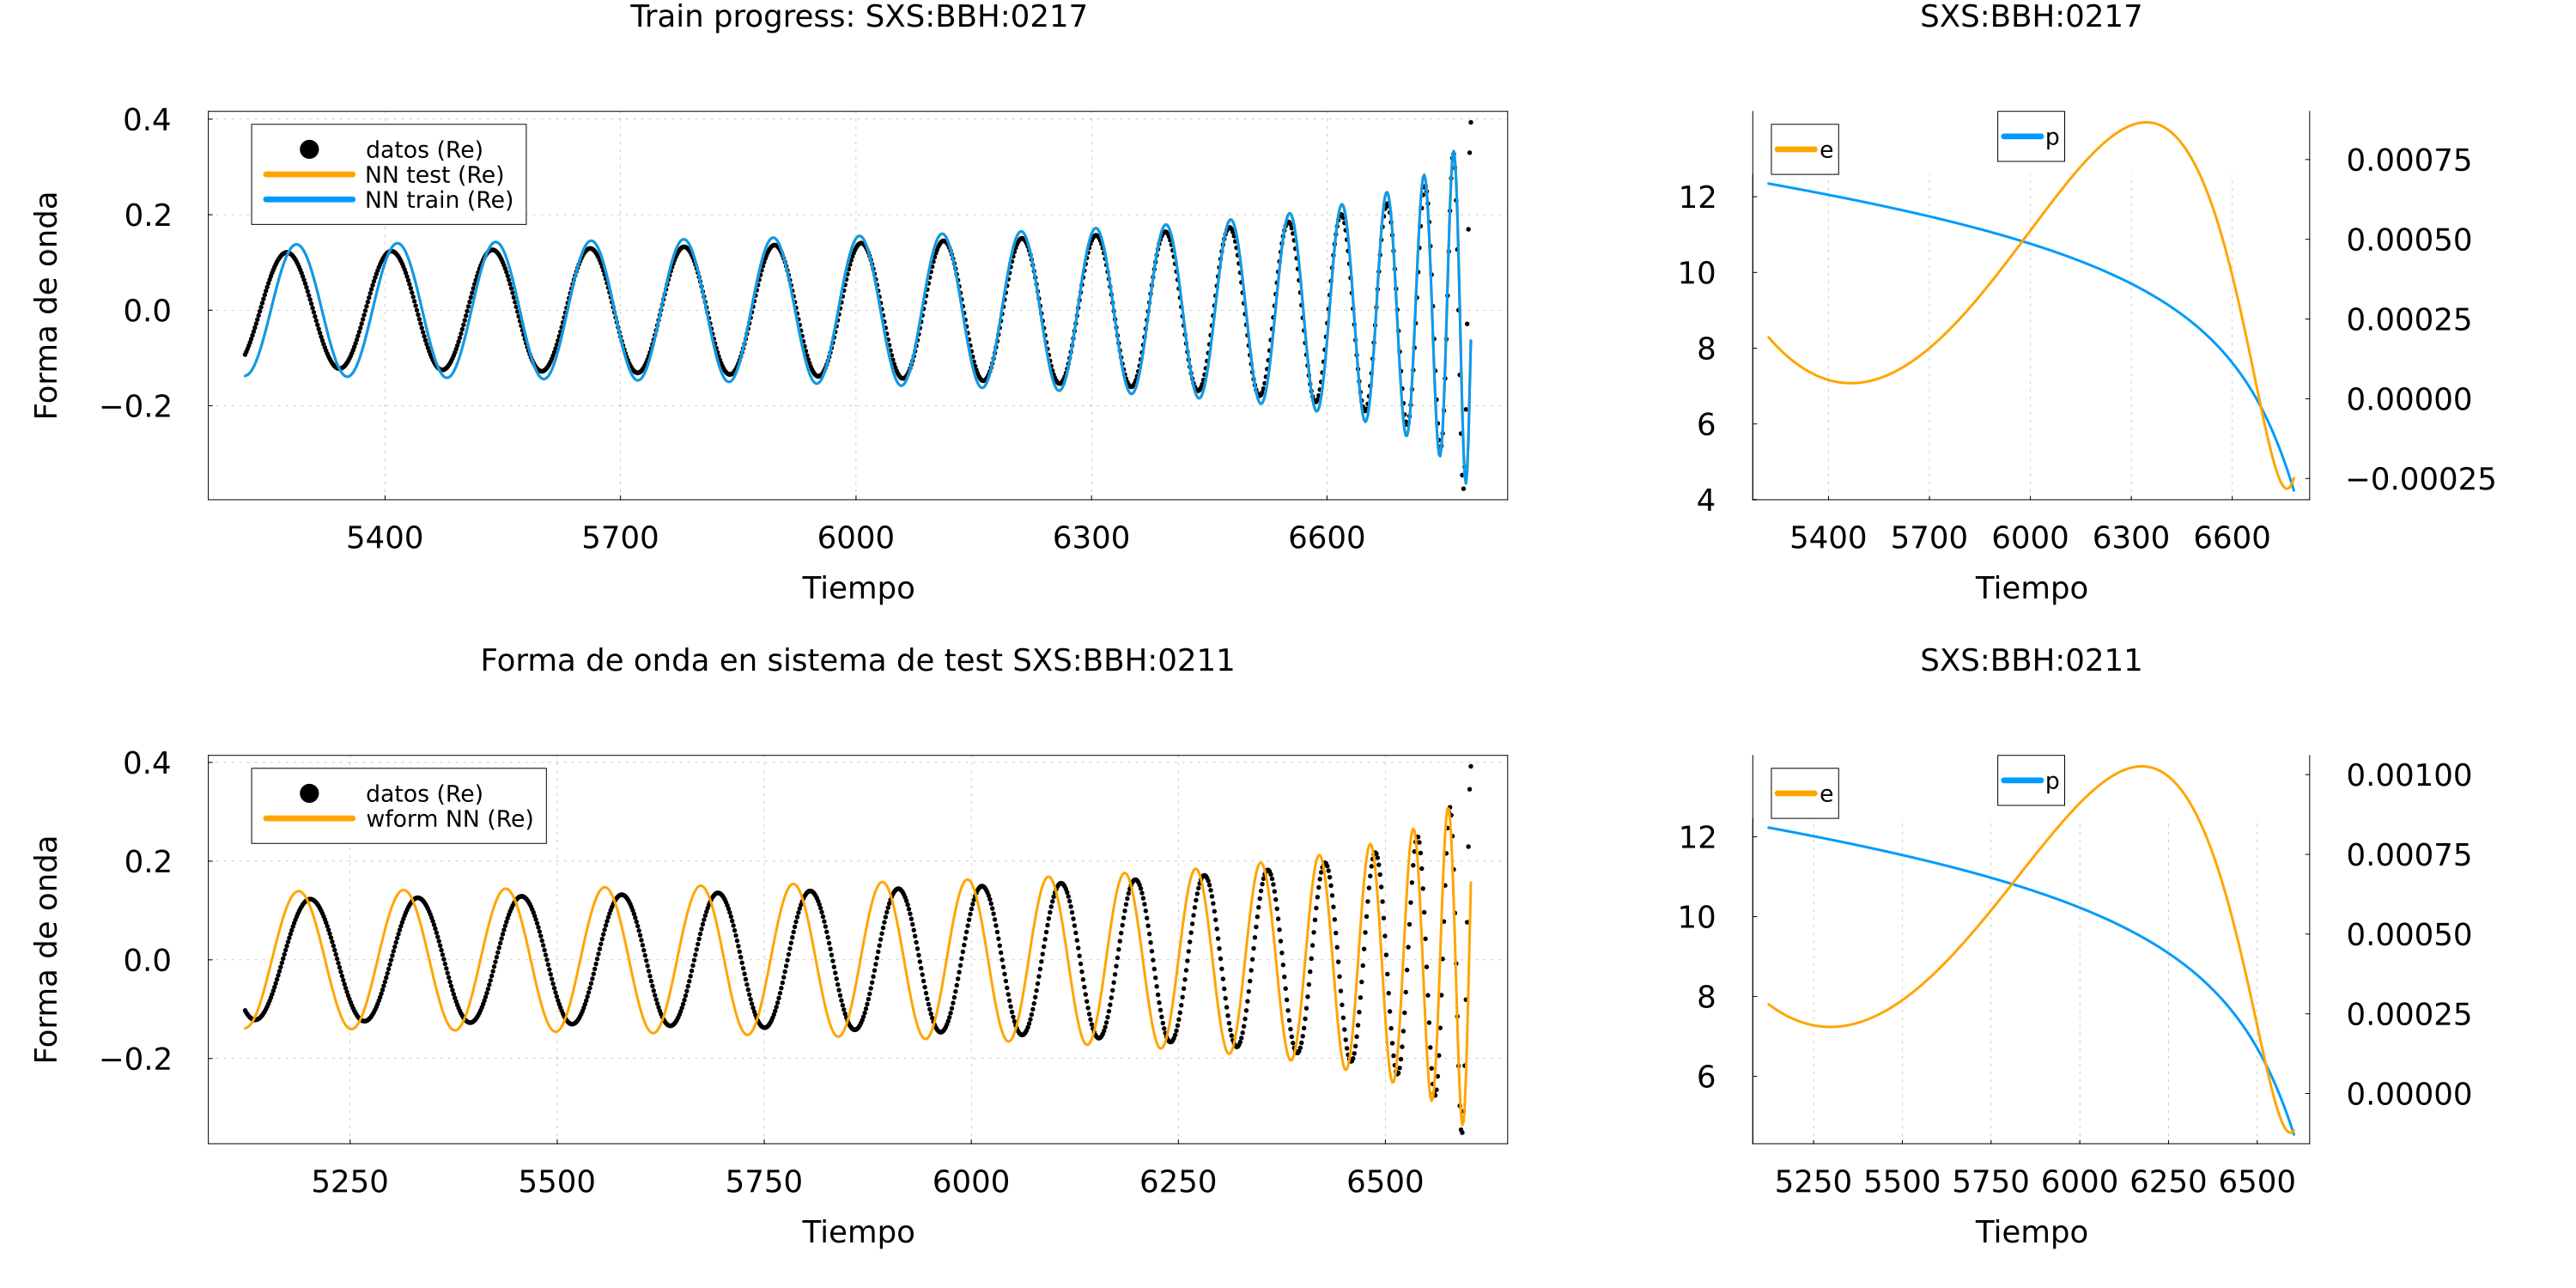 Train progress: SXS:BBH:0217
Forma de onda
0.4
0.2
0.0
−0.2
datos (Re)
NN test (Re)
NN train (Re)
5400 5700 6000 6300 6600
Tiempo
SXS:BBH:0217
12
10
8
6
4
e
p
0.00075
0.00050
0.00025
0.00000
−0.00025
5400 5700 6000 6300 6600
Tiempo
Forma de onda en sistema de test SXS:BBH:0211
Forma de onda
0.4
0.2
0.0
−0.2
datos (Re)
wform NN (Re)
5250 5500 5750 6000 6250 6500
Tiempo
SXS:BBH:0211
12
10
8
6
e
p
0.00100
0.00075
0.00050
0.00025
0.00000
5250 5500 5750 6000 6250 6500
Tiempo